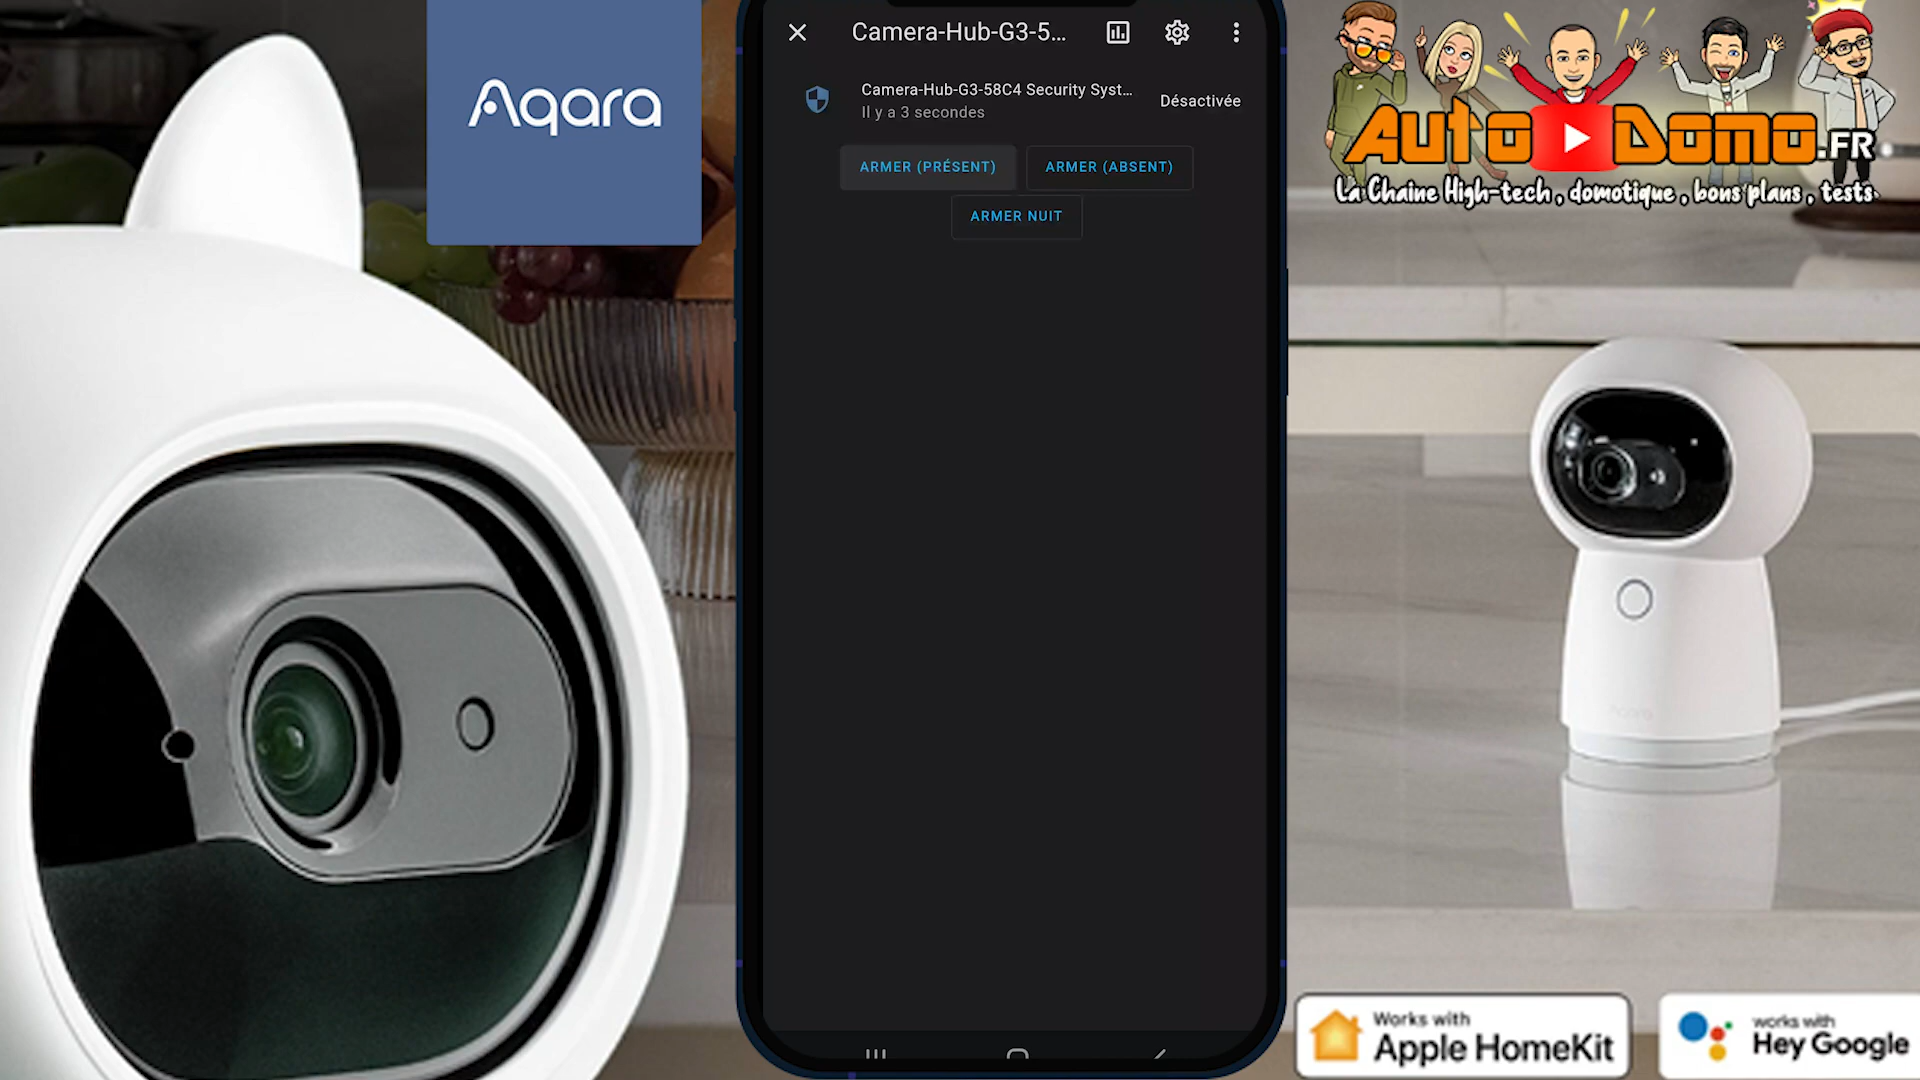 Aqara
Camera-Hub-G3-5...
Camera-Hub-G3-58C4 Security Syst...
Il y a 3 secondes
Désactivée
ARMER (PRÉSENT)
ARMER (ABSENT)
ARMER NUIT
AUTO DOMO.FR
La Chaine High-tech, domotique, bons plans, tests.
Works with
Apple HomeKit
works with
Hey Google